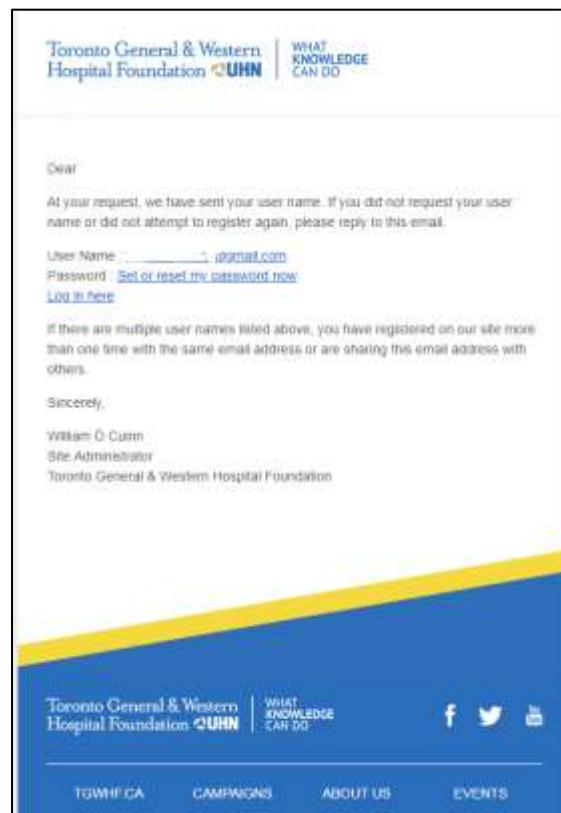 Toronto General & Western
Hospital Foundation UHN
WHAT
KNOWLEDGE
CAN DO
Dear
At your request, we have sent your user name. If you did not request your user
name or did not attempt to register again, please reply to this email.
User Name : @gmail.com
Password : Set or reset my password now
Log in here
If there are multiple user names listed above, you have registered on our site more
than one time with the same email address or are sharing this email address with
others.
Sincerely,
William
Site Administrator
Toronto General & Western Hospital Foundation
Toronto General & Western
Hospital Foundation UHN
WHAT
KNOWLEDGE
CAN DO
TGWHF.CA CAMPAIGNS ABOUT US EVENTS